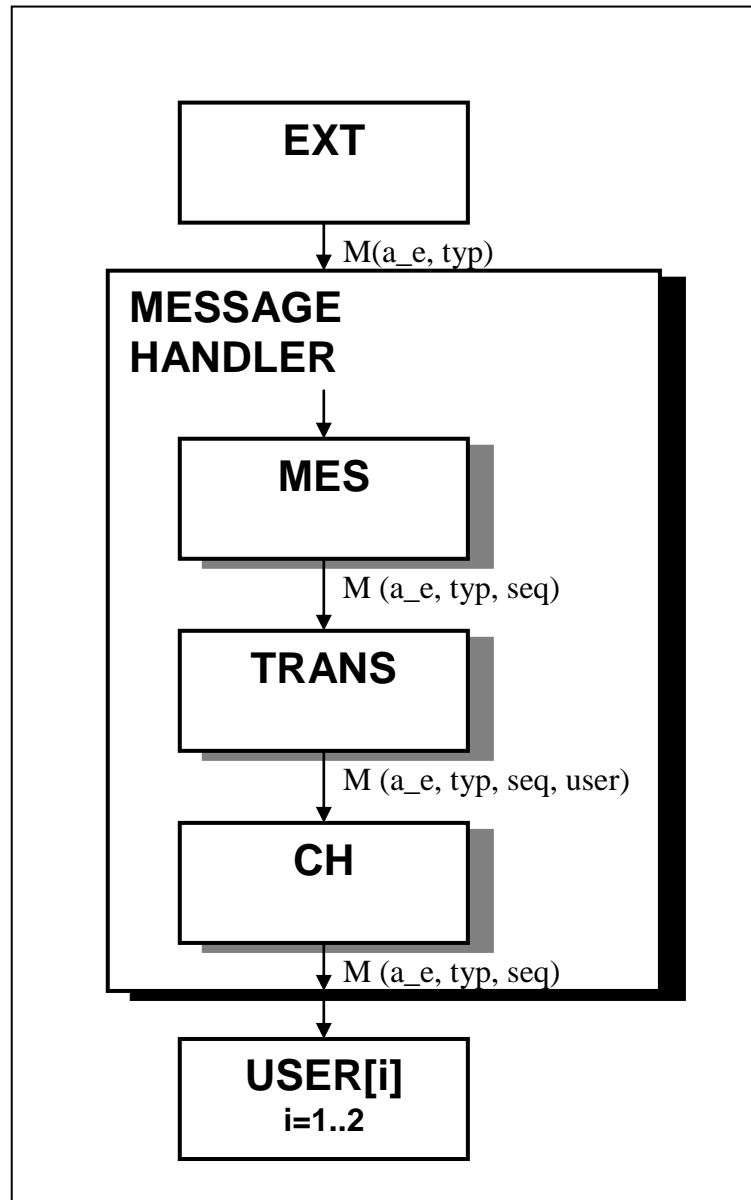 EXT
M(a_e, typ)
MESSAGE
HANDLER
MES
M (a_e, typ, seq)
TRANS
M (a_e, typ, seq, user)
CH
M (a_e, typ, seq)
USER[i]
i=1..2